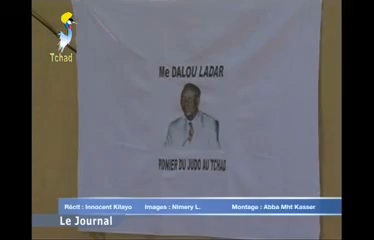 Tchad
Me DALOU LADAR
PIONIER DU JUDO AU TCHAD
Récit : Innocent Kitayo Images : Nimery L. Montage : Abba Mht Kasser
Le Journal